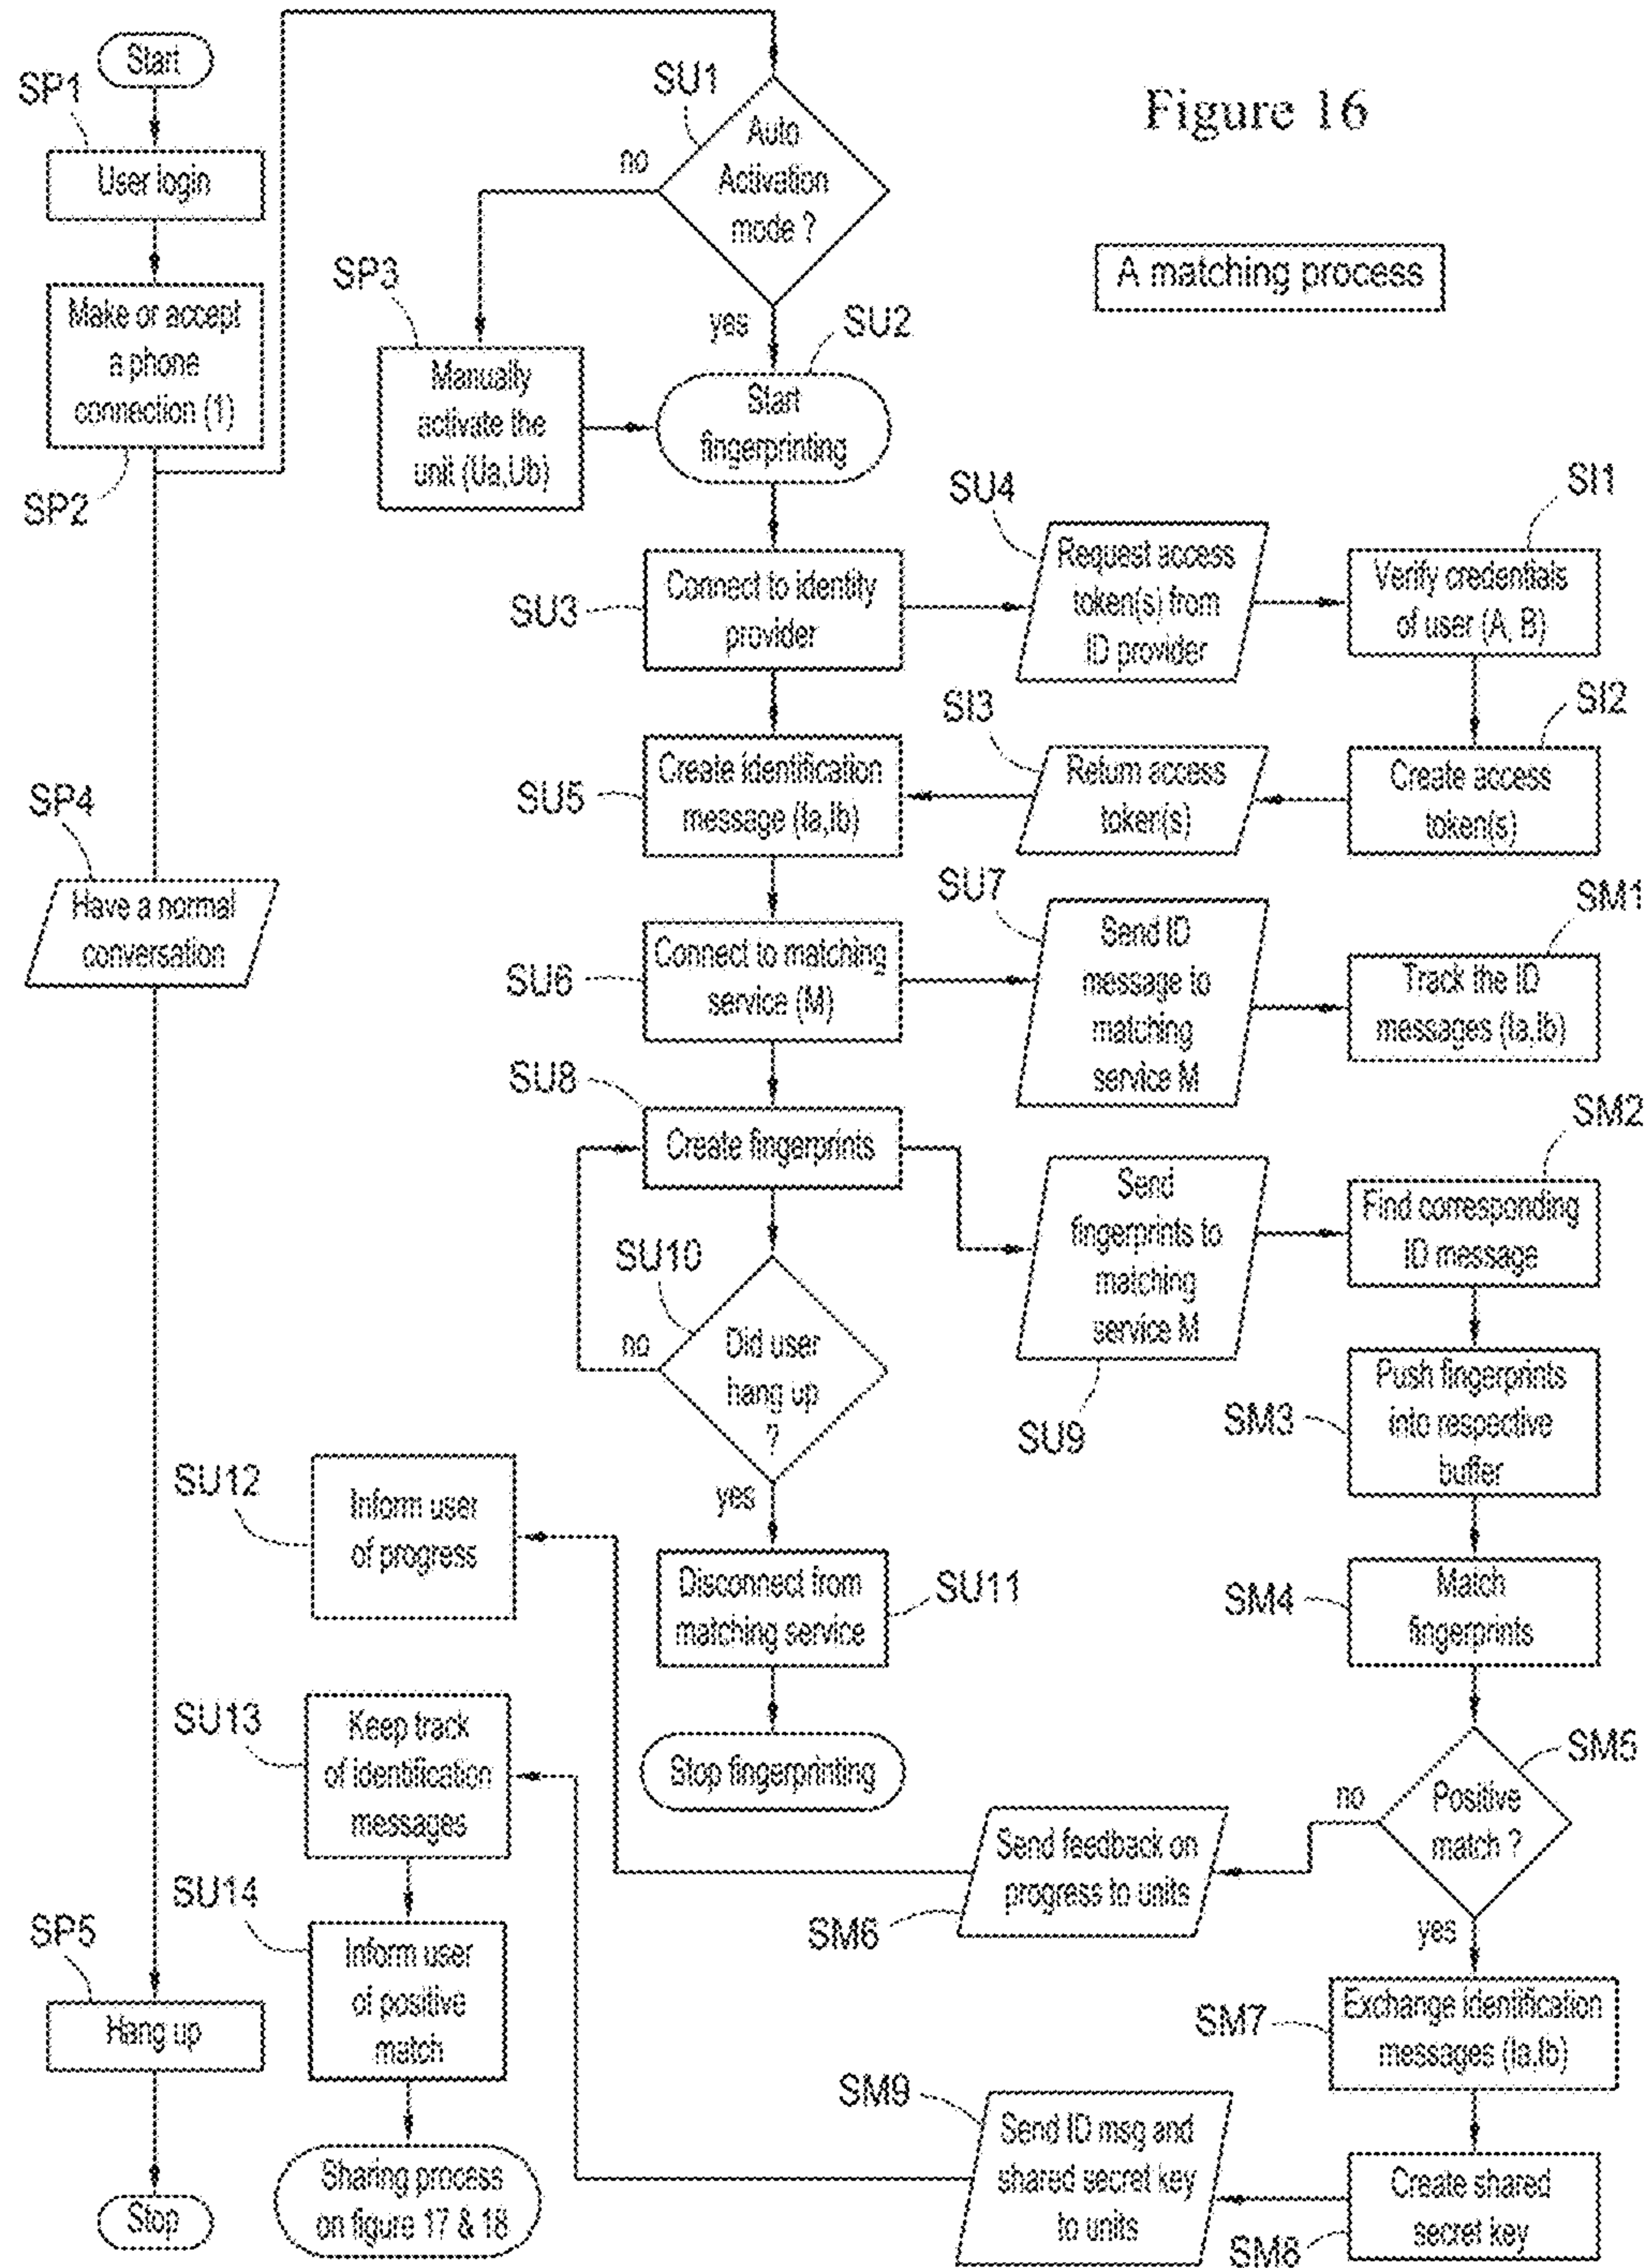 Figure 16
A matching process
Start
SP1
User login
Make or accept
a phone
connection (1)
SP2
SP4
Have a normal
conversation
SP5
Hang up
Stop
SU1
Auto
Activation
mode ?
no
yes
SP3
Manually
activate the
unit (Ua,Ub)
SU2
Start
fingerprinting
SU3
Connect to identity
provider
SU4
Request access
token(s) from
ID provider
SI1
Verify credentials
of user (A, B)
SI2
Create access
token(s)
SI3
Return access
token(s)
SU5
Create identification
message (Ia,Ib)
SU6
Connect to matching
service (M)
SU7
Send ID
message to
matching
service M
SM1
Track the ID
messages (Ia,Ib)
SU8
Create fingerprints
SU9
Send
fingerprints to
matching
service M
SM2
Find corresponding
ID message
SU10
Did user
hang up
?
no
yes
SM3
Push fingerprints
into respective
buffer
SU11
Disconnect from
matching service
Stop fingerprinting
SM4
Match
fingerprints
SM5
Positive
match ?
no
yes
SM6
Send feedback on
progress to units
SU12
Inform user
of progress
SM7
Exchange identification
messages (Ia,Ib)
SM8
Create shared
secret key
SM9
Send ID msg and
shared secret key
to units
SU13
Keep track
of identification
messages
SU14
Inform user
of positive
match
Sharing process
on figure 17 & 18